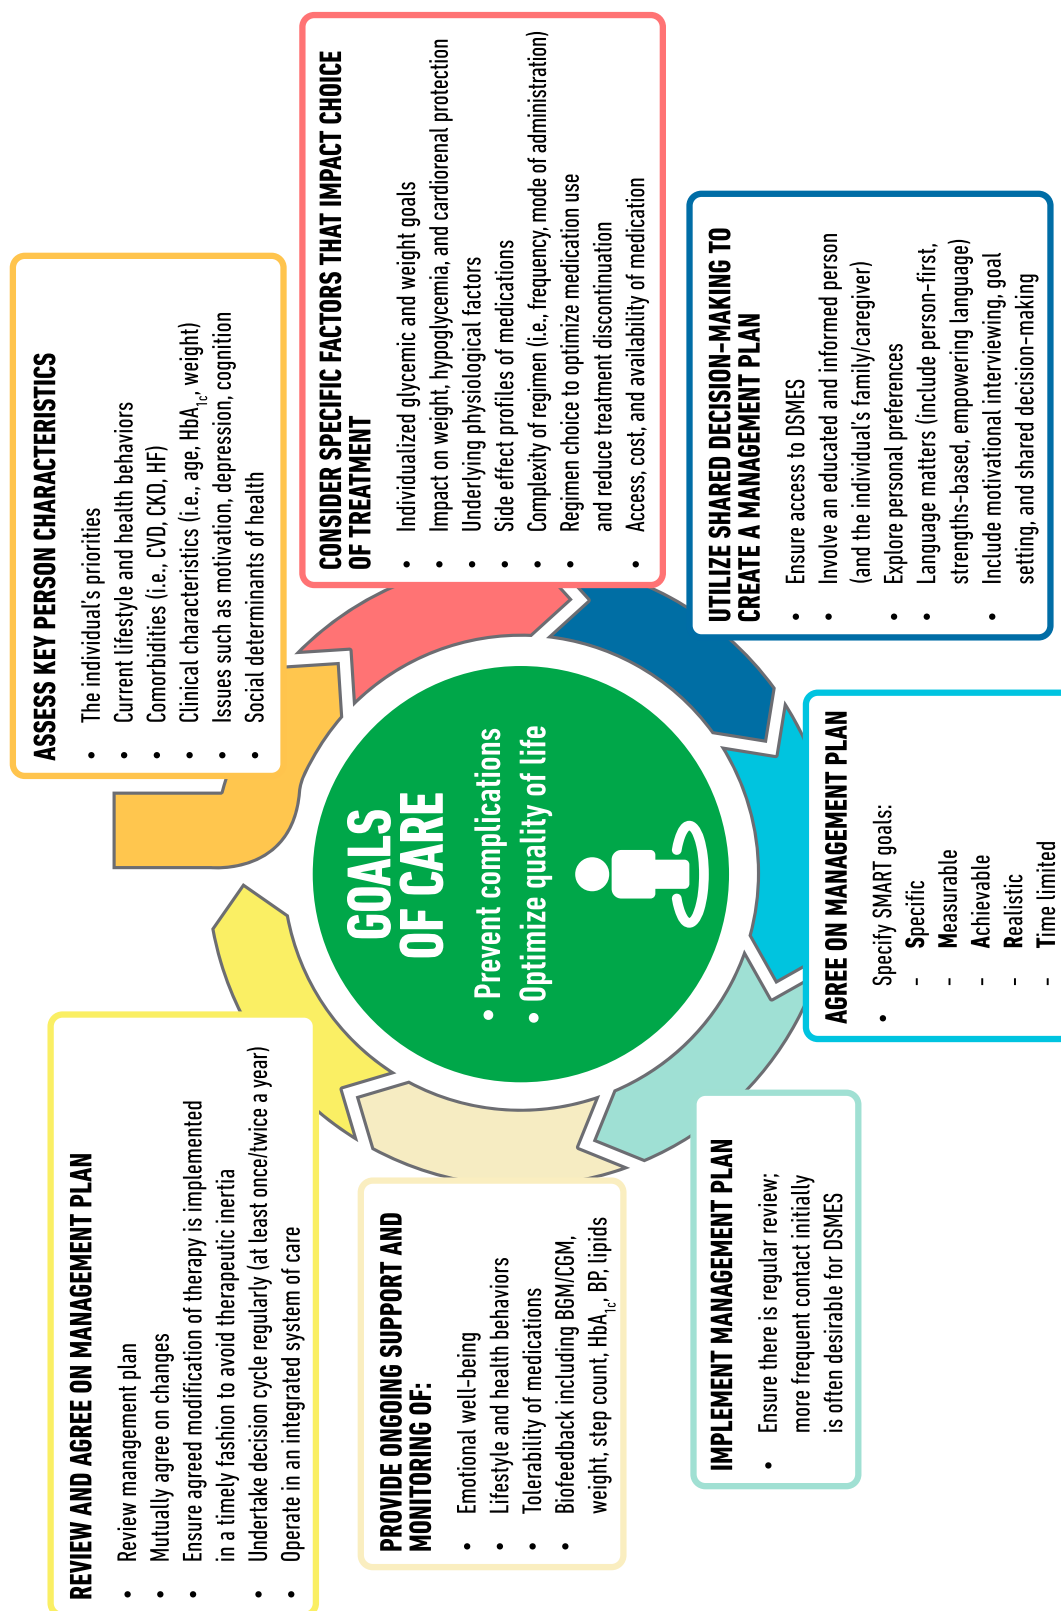 GOALS
OF CARE
• Prevent complications
• Optimize quality of life
ASSESS KEY PERSON CHARACTERISTICS
• The individual's priorities
• Current lifestyle and health behaviors
• Comorbidities (i.e., CVD, CKD, HF)
• Clinical characteristics (i.e., age, HbA1c, weight)
• Issues such as motivation, depression, cognition
• Social determinants of health
CONSIDER SPECIFIC FACTORS THAT IMPACT CHOICE
OF TREATMENT
• Individualized glycemic and weight goals
• Impact on weight, hypoglycemia, and cardiorenal protection
• Underlying physiological factors
• Side effect profiles of medications
• Complexity of regimen (i.e., frequency, mode of administration)
• Regimen choice to optimize medication use
and reduce treatment discontinuation
• Access, cost, and availability of medication
UTILIZE SHARED DECISION-MAKING TO
CREATE A MANAGEMENT PLAN
• Ensure access to DSMES
• Involve an educated and informed person
(and the individual's family/caregiver)
• Explore personal preferences
• Language matters (include person-first,
strengths-based, empowering language)
• Include motivational interviewing, goal
setting, and shared decision-making
AGREE ON MANAGEMENT PLAN
• Specify SMART goals:
- Specific
- Measurable
- Achievable
- Realistic
- Time limited
IMPLEMENT MANAGEMENT PLAN
• Ensure there is regular review;
more frequent contact initially
is often desirable for DSMES
PROVIDE ONGOING SUPPORT AND
MONITORING OF:
• Emotional well-being
• Lifestyle and health behaviors
• Tolerability of medications
• Biofeedback including BGM/CGM,
weight, step count, HbA1c, BP, lipids
REVIEW AND AGREE ON MANAGEMENT PLAN
• Review management plan
• Mutually agree on changes
• Ensure agreed modification of therapy is implemented
in a timely fashion to avoid therapeutic inertia
• Undertake decision cycle regularly (at least once/twice a year)
• Operate in an integrated system of care